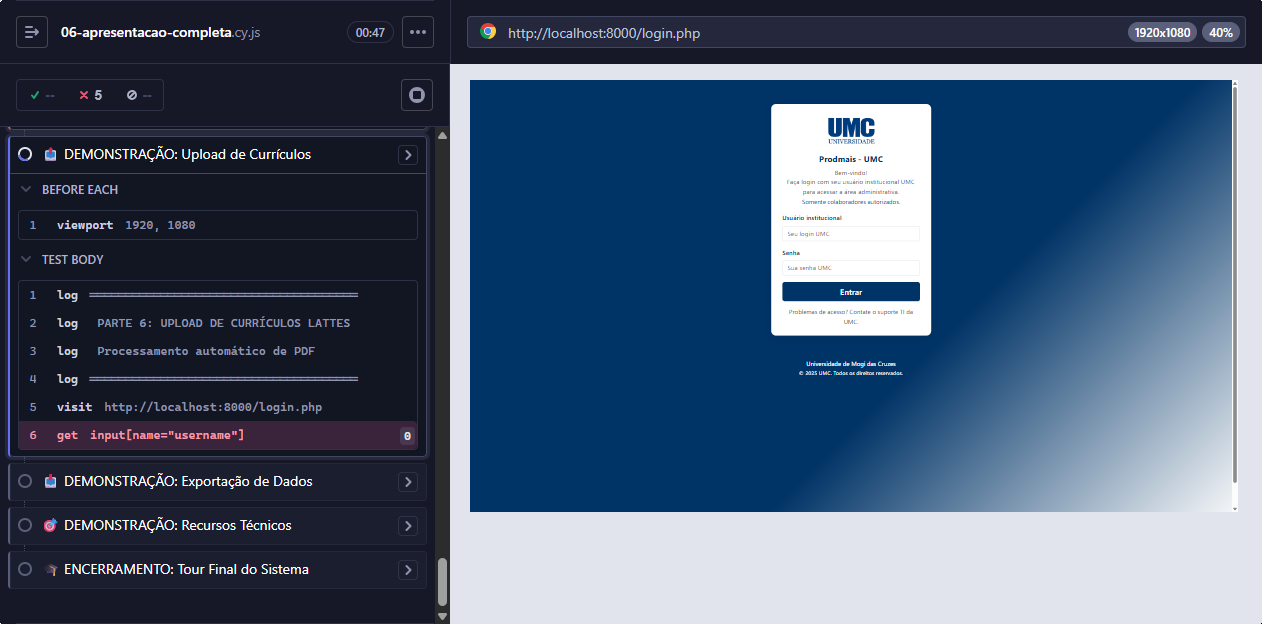 06-apresentacao-completa.cy.js
00:47
--
5
--
DEMONSTRAÇÃO: Upload de Currículos
BEFORE EACH
1 viewport 1920, 1080
TEST BODY
1 log ═══════════════════════════════════════
2 log PARTE 6: UPLOAD DE CURRÍCULOS LATTES
3 log Processamento automático de PDF
4 log ═══════════════════════════════════════
5 visit http://localhost:8000/login.php
6 get input[name="username"] 0
DEMONSTRAÇÃO: Exportação de Dados
DEMONSTRAÇÃO: Recursos Técnicos
ENCERRAMENTO: Tour Final do Sistema
http://localhost:8000/login.php
1920x1080
40%
UMC
UNIVERSIDADE
Prodmais - UMC
Bem-vindo!
Faça login com seu usuário institucional UMC
para acessar a área administrativa.
Somente colaboradores autorizados.
Usuário institucional
Seu login UMC
Senha
Sua senha UMC
Entrar
Problemas de acesso? Contate o suporte TI da
UMC.
Universidade de Mogi das Cruzes
© 2025 UMC. Todos os direitos reservados.